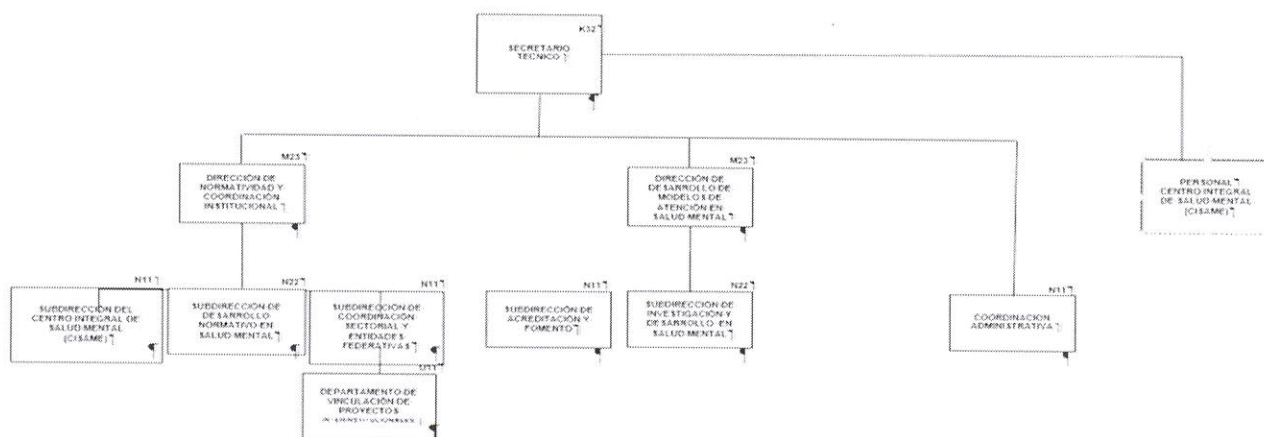 K32
SECRETARIO
TECNICO
M23
DIRECCIÓN DE
NORMATIVIDAD Y
COORDINACIÓN
INSTITUCIONAL
M23
DIRECCIÓN DE
DESARROLLO DE
MODELOS DE
ATENCIÓN EN
SALUD MENTAL
PERSONAL
CENTRO INTEGRAL
DE SALUD MENTAL
(CISAME)
N11
SUBDIRECCIÓN DEL
CENTRO INTEGRAL DE
SALUD MENTAL
(CISAME)
N22
SUBDIRECCIÓN DE
DESARROLLO
NORMATIVO EN
SALUD MENTAL
N11
SUBDIRECCIÓN DE
COORDINACIÓN
SECTORIAL Y
ENTIDADES
FEDERATIVAS
N11
SUBDIRECCIÓN DE
ACREDITACIÓN Y
FOMENTO
N22
SUBDIRECCIÓN DE
INVESTIGACIÓN Y
DESARROLLO EN
SALUD MENTAL
N11
COORDINACION
ADMINISTRATIVA
O11
DEPARTAMENTO DE
VINCULACIÓN DE
PROYECTOS
INTERINSTITUCIONALES